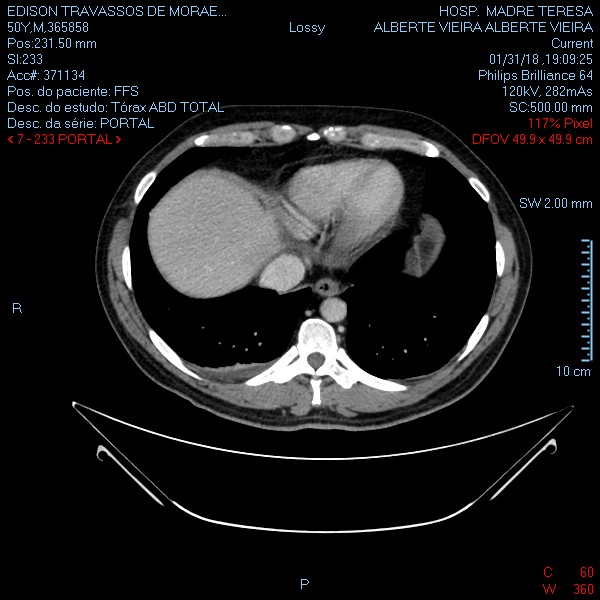 EDISON TRAVASSOS DE MORAE...
50Y,M,365858
Pos:231.50 mm
SI:233
Acc#: 371134
Pos. do paciente: FFS
Desc. do estudo: Tórax ABD TOTAL
Desc. da série: PORTAL
< 7 - 233 PORTAL >
Lossy
HOSP. MADRE TERESA
ALBERTE VIEIRA ALBERTE VIEIRA
Current
01/31/18 ,19:09:25
Philips Brilliance 64
120kV, 282mAs
SC:500.00 mm
117% Pixel
DFOV 49.9 x 49.9 cm
SW 2.00 mm
R
10 cm
P
C 60
W 360